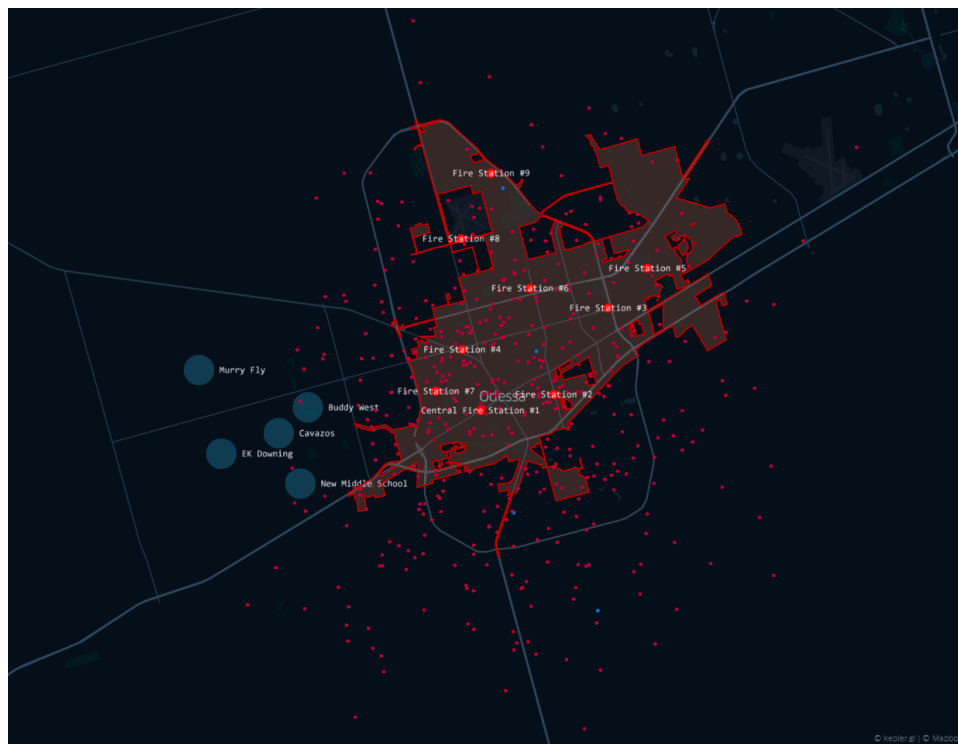 Fire Station #9
Fire Station #8
Fire Station #5
Fire Station #6
Fire Station #3
Fire Station #4
Murry Fly
Fire Station #7
Odessa
Fire Station #2
Buddy West
Central Fire Station #1
Cavazos
EK Downing
New Middle School
© kepler.gl | © Mapbo